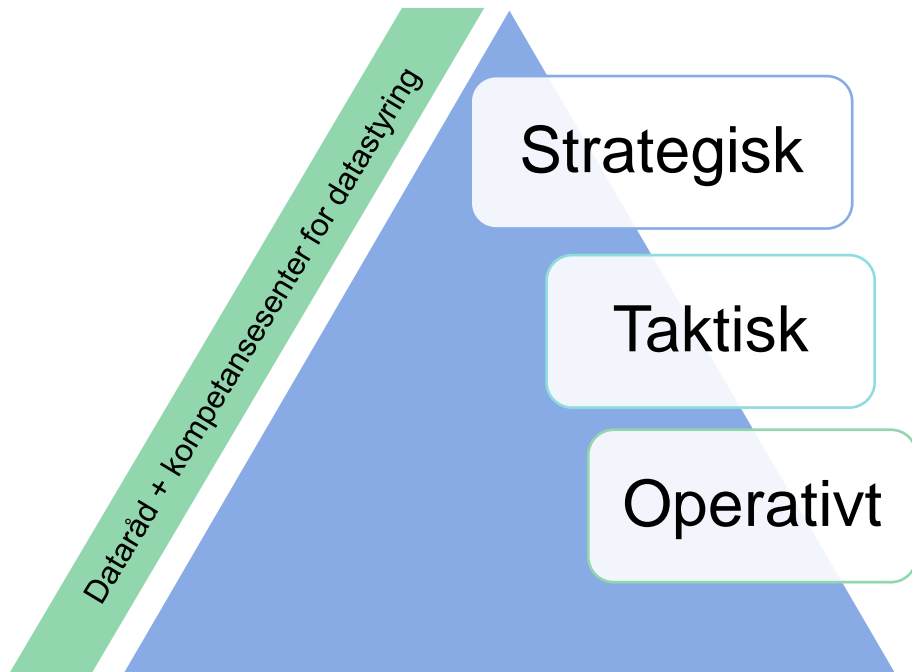 Dataråd + kompetansesenter for datastyring
Strategisk
Taktisk
Operativt